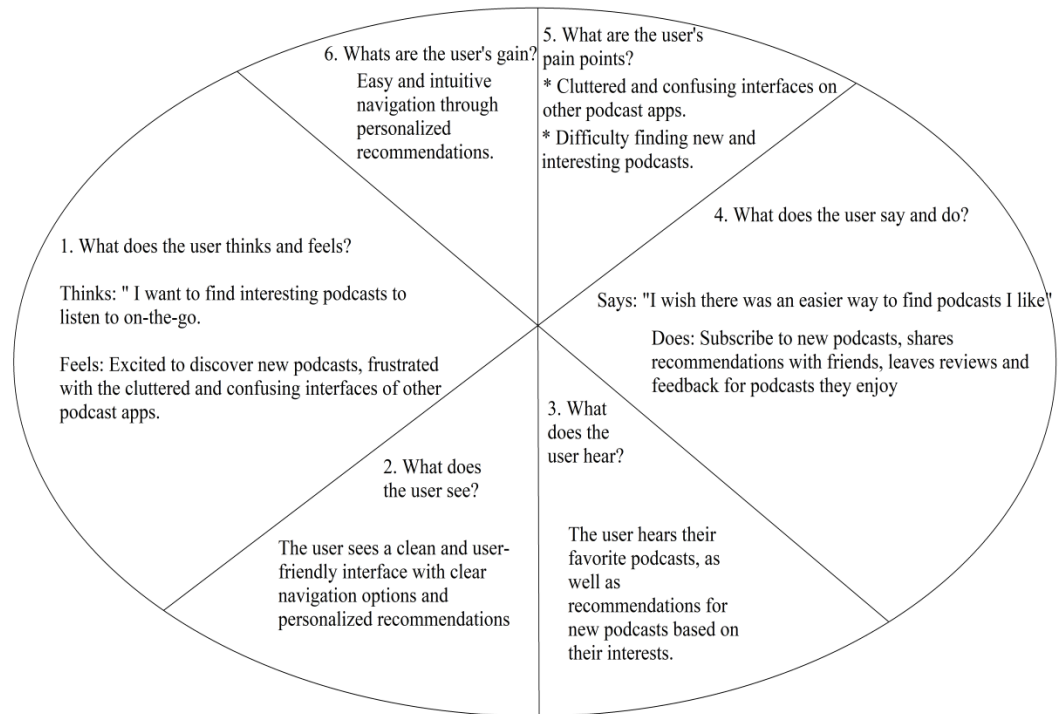 6. Whats are the user's gain?
Easy and intuitive
navigation through
personalized
recommendations.
5. What are the user's
pain points?
* Cluttered and confusing interfaces on
other podcast apps.
* Difficulty finding new and
interesting podcasts.
4. What does the user say and do?
Says: "I wish there was an easier way to find podcasts I like"
Does: Subscribe to new podcasts, shares
recommendations with friends, leaves reviews and
feedback for podcasts they enjoy
1. What does the user thinks and feels?
Thinks: " I want to find interesting podcasts to
listen to on-the-go.
Feels: Excited to discover new podcasts, frustrated
with the cluttered and confusing interfaces of other
podcast apps.
2. What does
the user see?
The user sees a clean and user-
friendly interface with clear
navigation options and
personalized recommendations
3. What
does the
user hear?
The user hears their
favorite podcasts, as
well as
recommendations for
new podcasts based on
their interests.